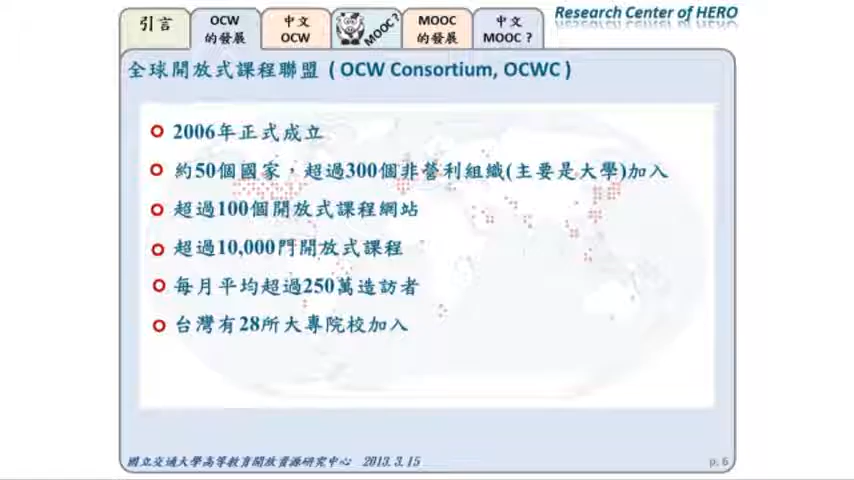 引言
OCW
的發展
中文
OCW
MOOC？
MOOC
的發展
中文
MOOC？
Research Center of HERO
全球開放式課程聯盟（OCW Consortium, OCWC）
2006年正式成立
約50個國家，超過300個非營利組織(主要是大學)加入
超過100個開放式課程網站
超過10,000門開放式課程
每月平均超過250萬造訪者
台灣有28所大專院校加入
國立交通大學高等教育開放資源研究中心 2013.3.15
p. 6